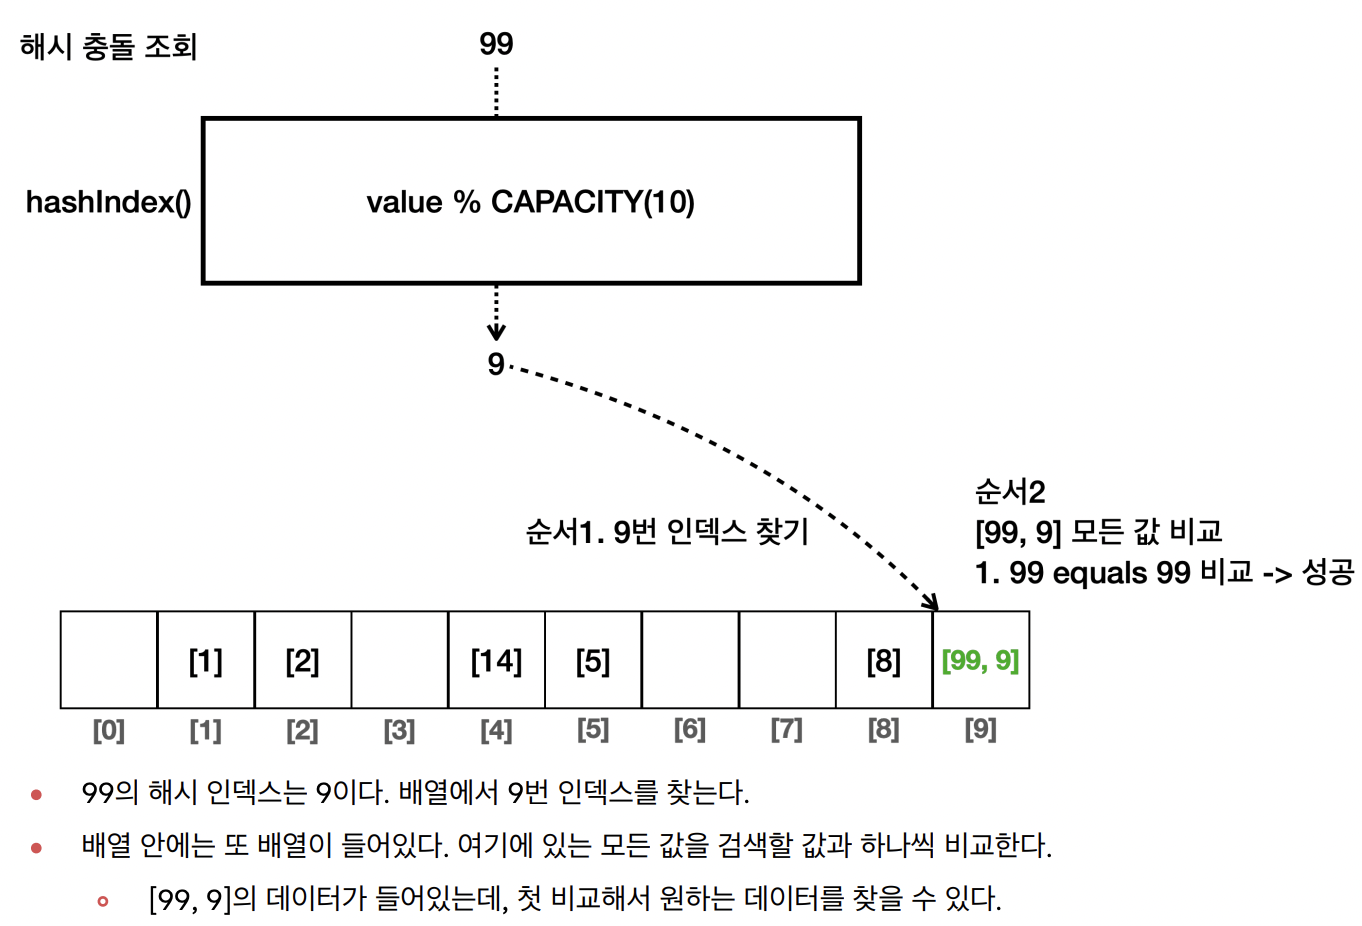 해시 충돌 조회
99
hashIndex()
value % CAPACITY(10)
9
순서1. 9번 인덱스 찾기
순서2
[99, 9] 모든 값 비교
1. 99 equals 99 비교 -> 성공
[1] [2] [14] [5] [8] [99, 9]
[0] [1] [2] [3] [4] [5] [6] [7] [8] [9]
99의 해시 인덱스는 9이다. 배열에서 9번 인덱스를 찾는다.
배열 안에는 또 배열이 들어있다. 여기에 있는 모든 값을 검색할 값과 하나씩 비교한다.
[99, 9]의 데이터가 들어있는데, 첫 비교해서 원하는 데이터를 찾을 수 있다.